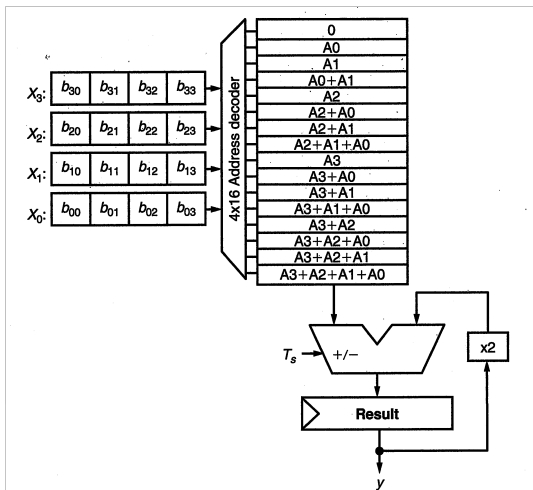 0
A0
A1
A0+A1
A2
A2+A0
A2+A1
A2+A1+A0
A3
A3+A0
A3+A1
A3+A1+A0
A3+A2
A3+A2+A0
A3+A2+A1
A3+A2+A1+A0
4x16 Address decoder
X3: b30 b31 b32 b33
X2: b20 b21 b22 b23
X1: b10 b11 b12 b13
X0: b00 b01 b02 b03
Ts +/−
x2
Result
y